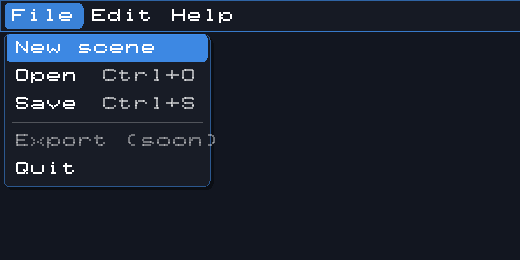 File Edit Help
New scene
Open Ctrl+O
Save Ctrl+S
Export (soon)
Quit